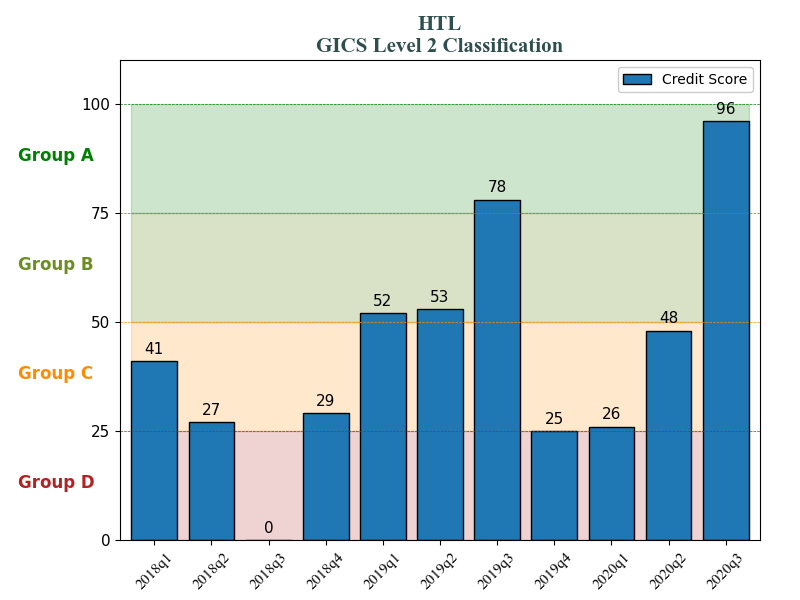 HTL
GICS Level 2 Classification
Credit Score
100
96
Group A
78
75
Group B
52
53
50
48
41
Group C
27
29
25
26
25
Group D
0
0
2018q1
2018q2
2018q3
2018q4
2019q1
2019q2
2019q3
2019q4
2020q1
2020q2
2020q3